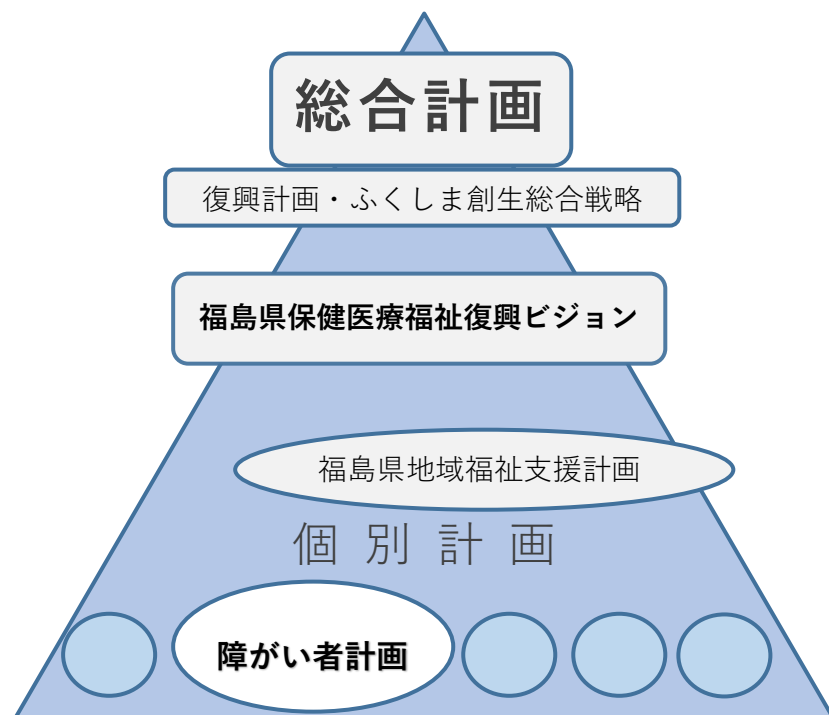 総合計画
復興計画・ふくしま創生総合戦略
福島県保健医療福祉復興ビジョン
福島県地域福祉支援計画
個別計画
障がい者計画